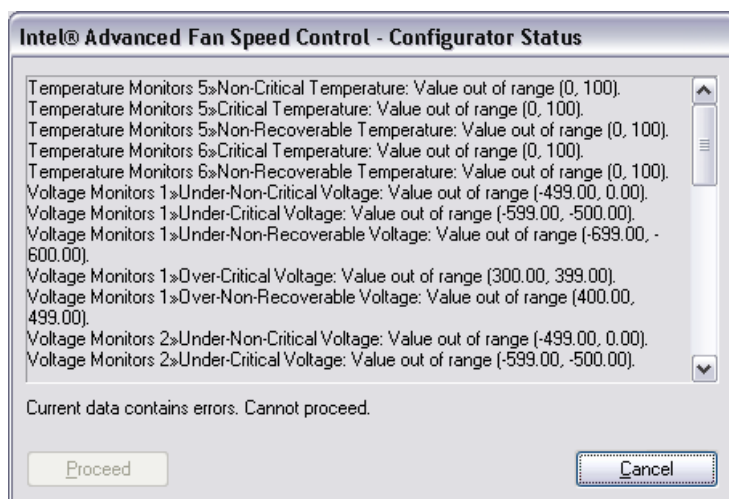 Intel® Advanced Fan Speed Control - Configurator Status
Temperature Monitors 5»Non-Critical Temperature: Value out of range (0, 100).
Temperature Monitors 5»Critical Temperature: Value out of range (0, 100).
Temperature Monitors 5»Non-Recoverable Temperature: Value out of range (0, 100).
Temperature Monitors 6»Critical Temperature: Value out of range (0, 100).
Temperature Monitors 6»Non-Recoverable Temperature: Value out of range (0, 100).
Voltage Monitors 1»Under-Non-Critical Voltage: Value out of range (-499.00, 0.00).
Voltage Monitors 1»Under-Critical Voltage: Value out of range (-599.00, -500.00).
Voltage Monitors 1»Under-Non-Recoverable Voltage: Value out of range (-699.00, -
600.00).
Voltage Monitors 1»Over-Critical Voltage: Value out of range (300.00, 399.00).
Voltage Monitors 1»Over-Non-Recoverable Voltage: Value out of range (400.00,
499.00).
Voltage Monitors 2»Under-Non-Critical Voltage: Value out of range (-499.00, 0.00).
Voltage Monitors 2»Under-Critical Voltage: Value out of range (-599.00, -500.00).
Current data contains errors. Cannot proceed.
Proceed
Cancel